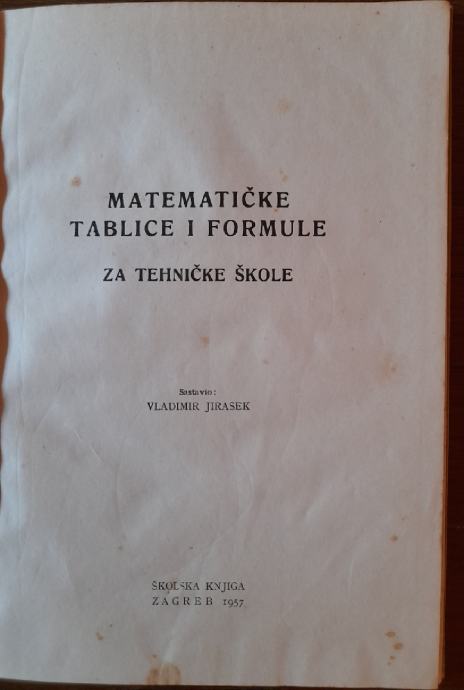 MATEMATIČKE
TABLICE I FORMULE
ZA TEHNIČKE ŠKOLE
Sastavio:
VLADIMIR JIRASEK
ŠKOLSKA KNJIGA
ZAGREB 1957